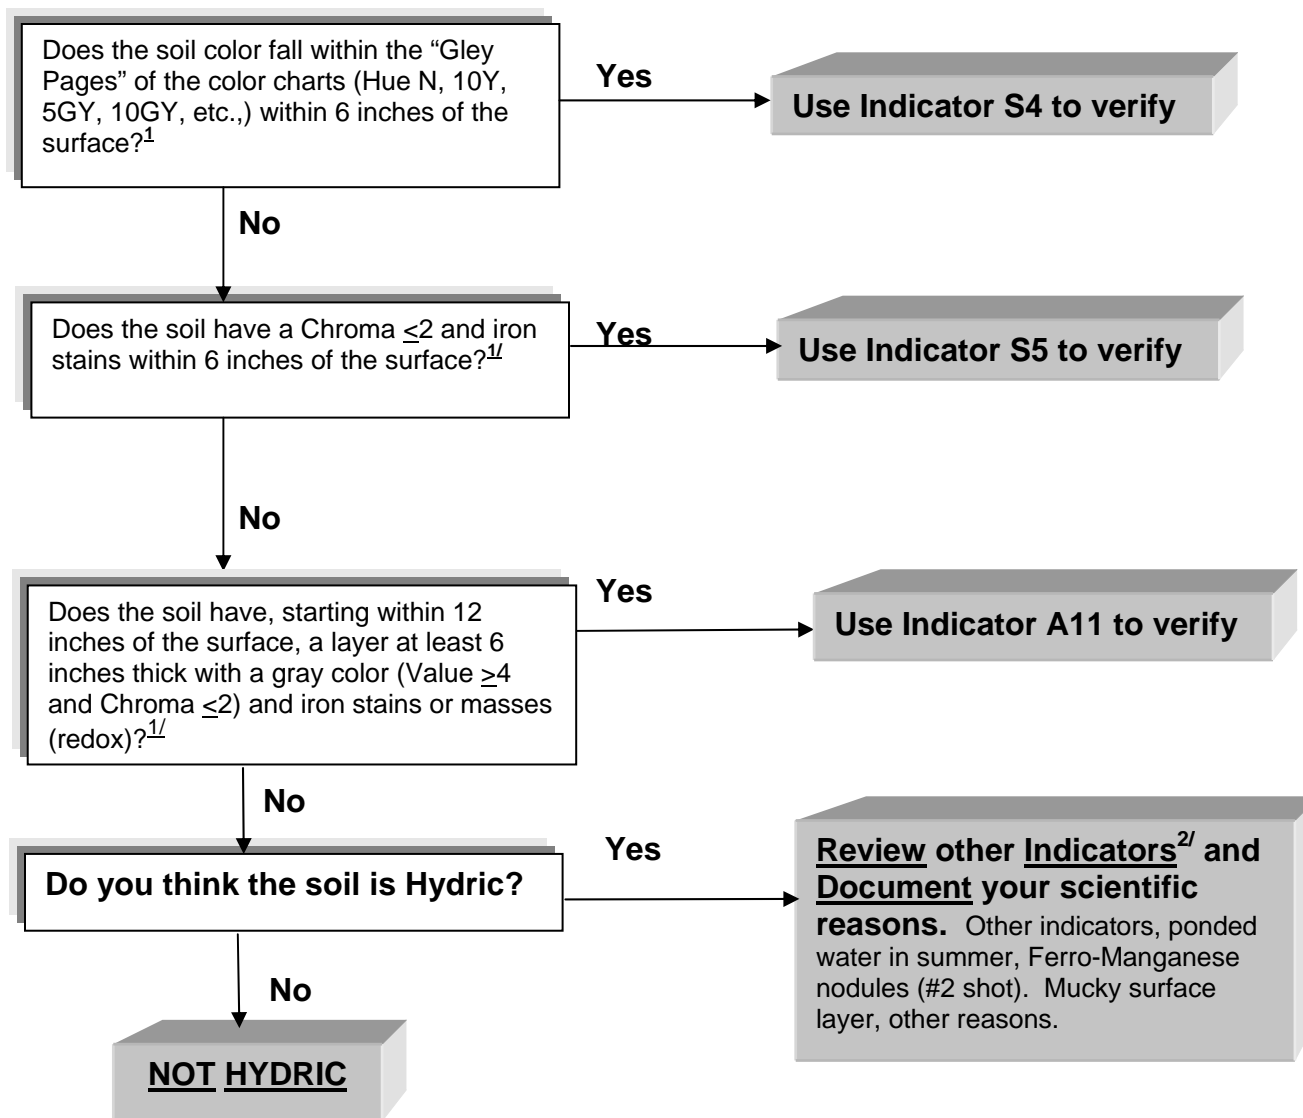 Does the soil color fall within the “Gley
Pages” of the color charts (Hue N, 10Y,
5GY, 10GY, etc.,) within 6 inches of the
surface?1
Yes
Use Indicator S4 to verify
No
Does the soil have a Chroma <2 and iron
stains within 6 inches of the surface?1/
Yes
Use Indicator S5 to verify
No
Does the soil have, starting within 12
inches of the surface, a layer at least 6
inches thick with a gray color (Value >4
and Chroma <2) and iron stains or masses
(redox)?1/
Yes
Use Indicator A11 to verify
No
Do you think the soil is Hydric?
Yes
Review other Indicators2/ and
Document your scientific
reasons. Other indicators, ponded
water in summer, Ferro-Manganese
nodules (#2 shot). Mucky surface
layer, other reasons.
No
NOT HYDRIC